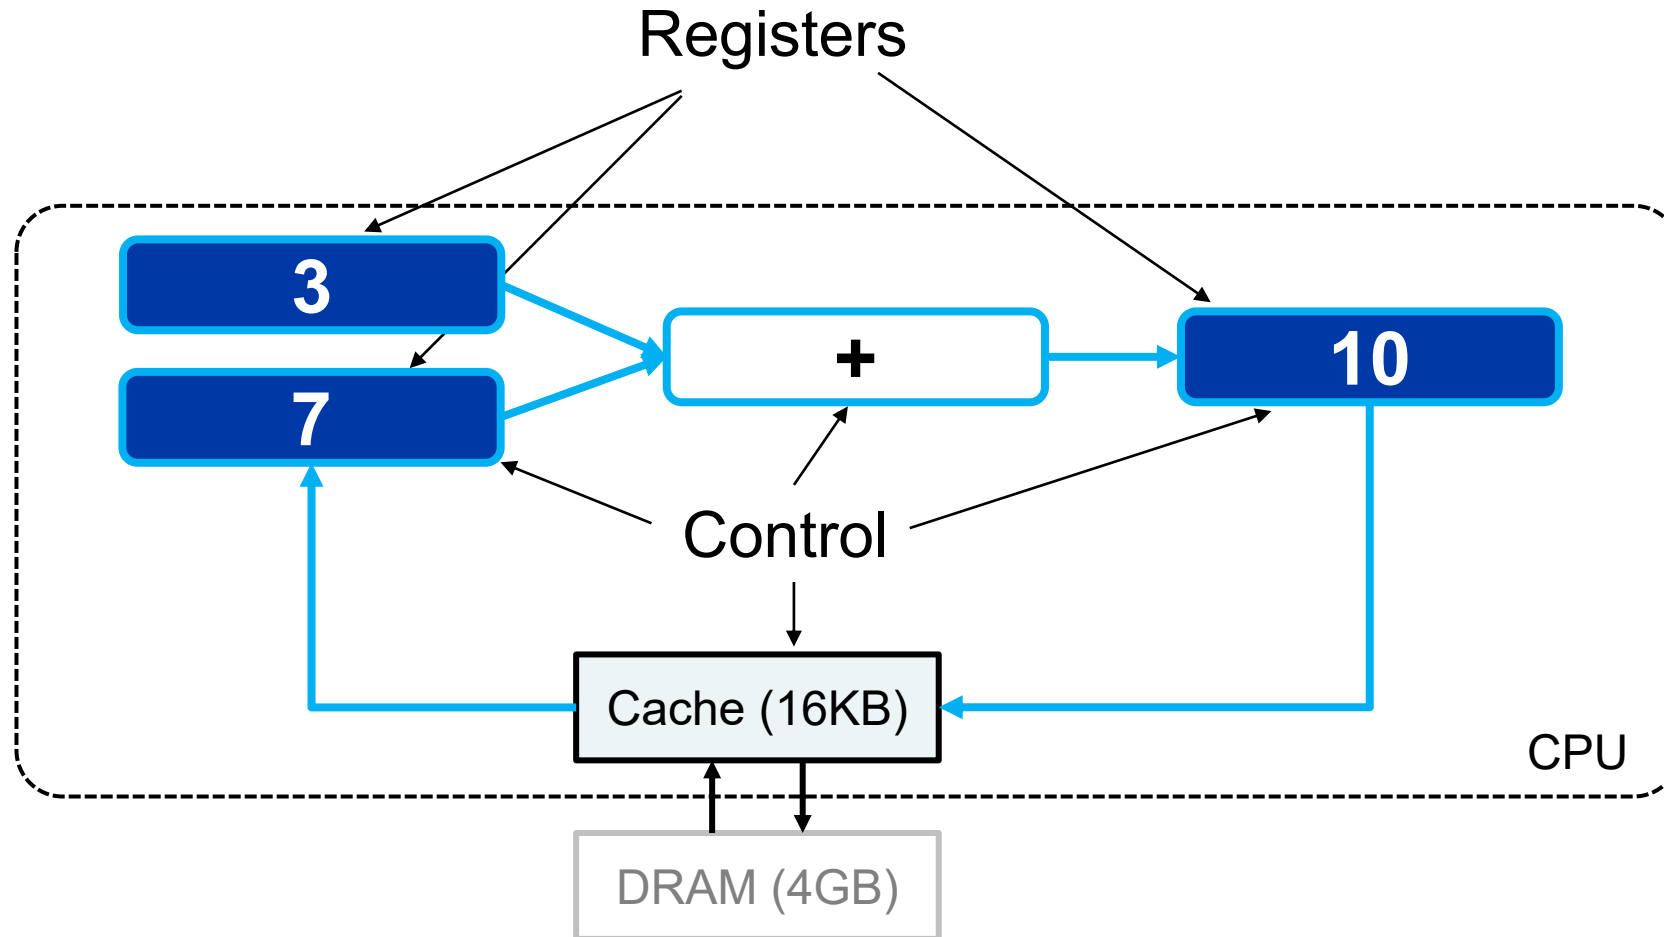 Registers
3
7
+
10
Control
Cache (16KB)
CPU
DRAM (4GB)